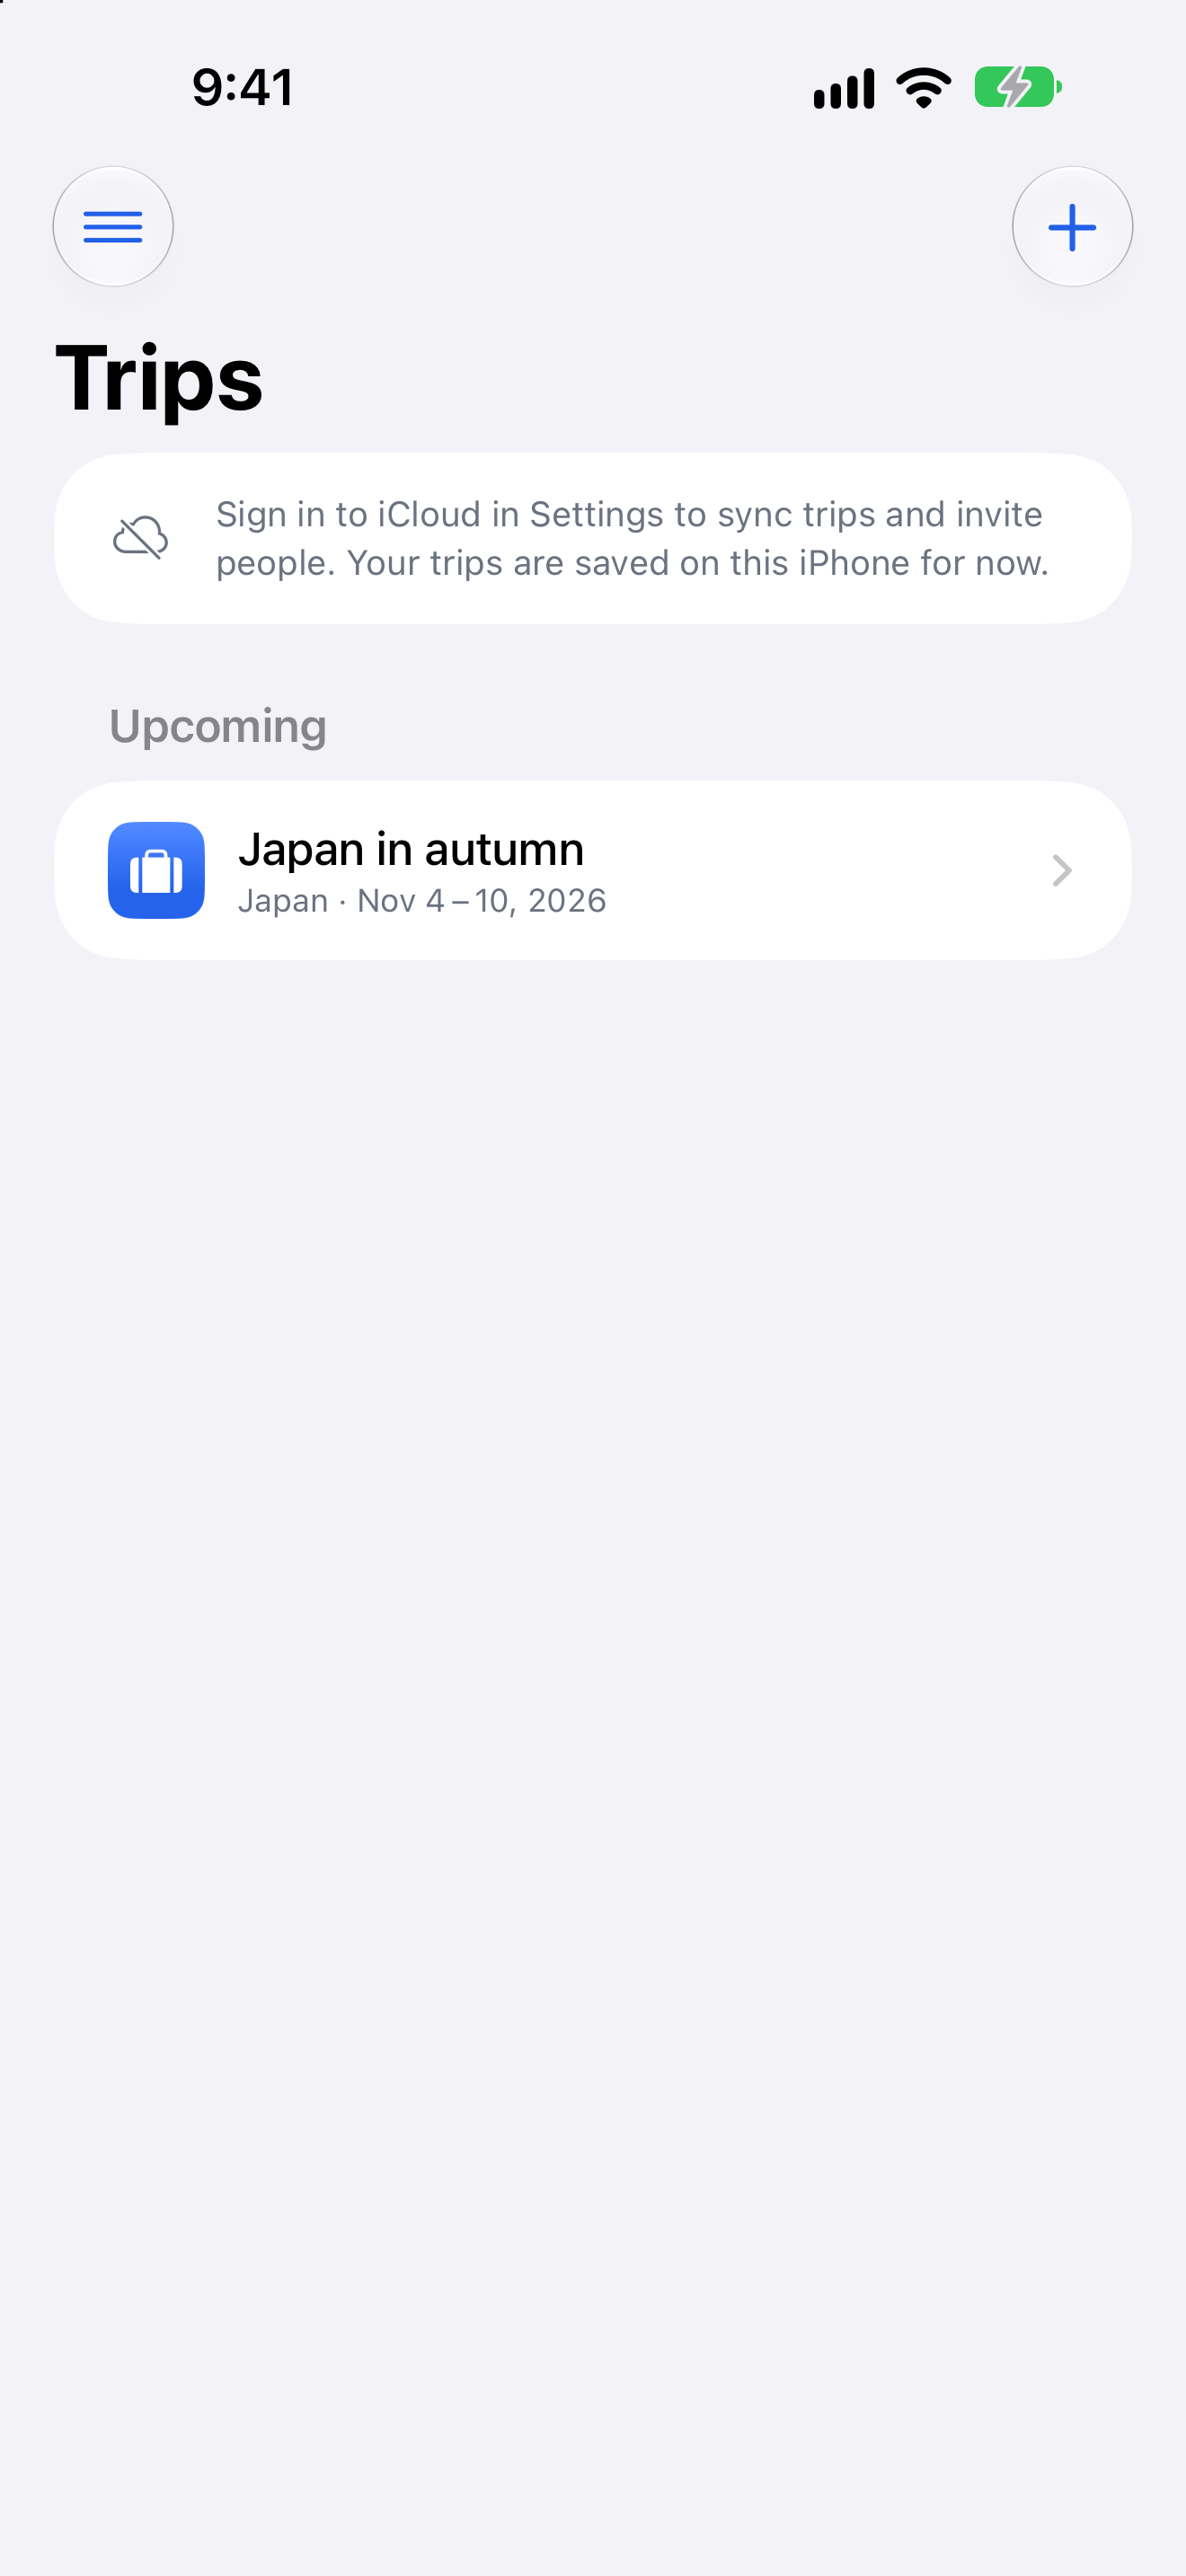 9:41
Trips
Sign in to iCloud in Settings to sync trips and invite
people. Your trips are saved on this iPhone for now.
Upcoming
Japan in autumn
Japan · Nov 4 – 10, 2026